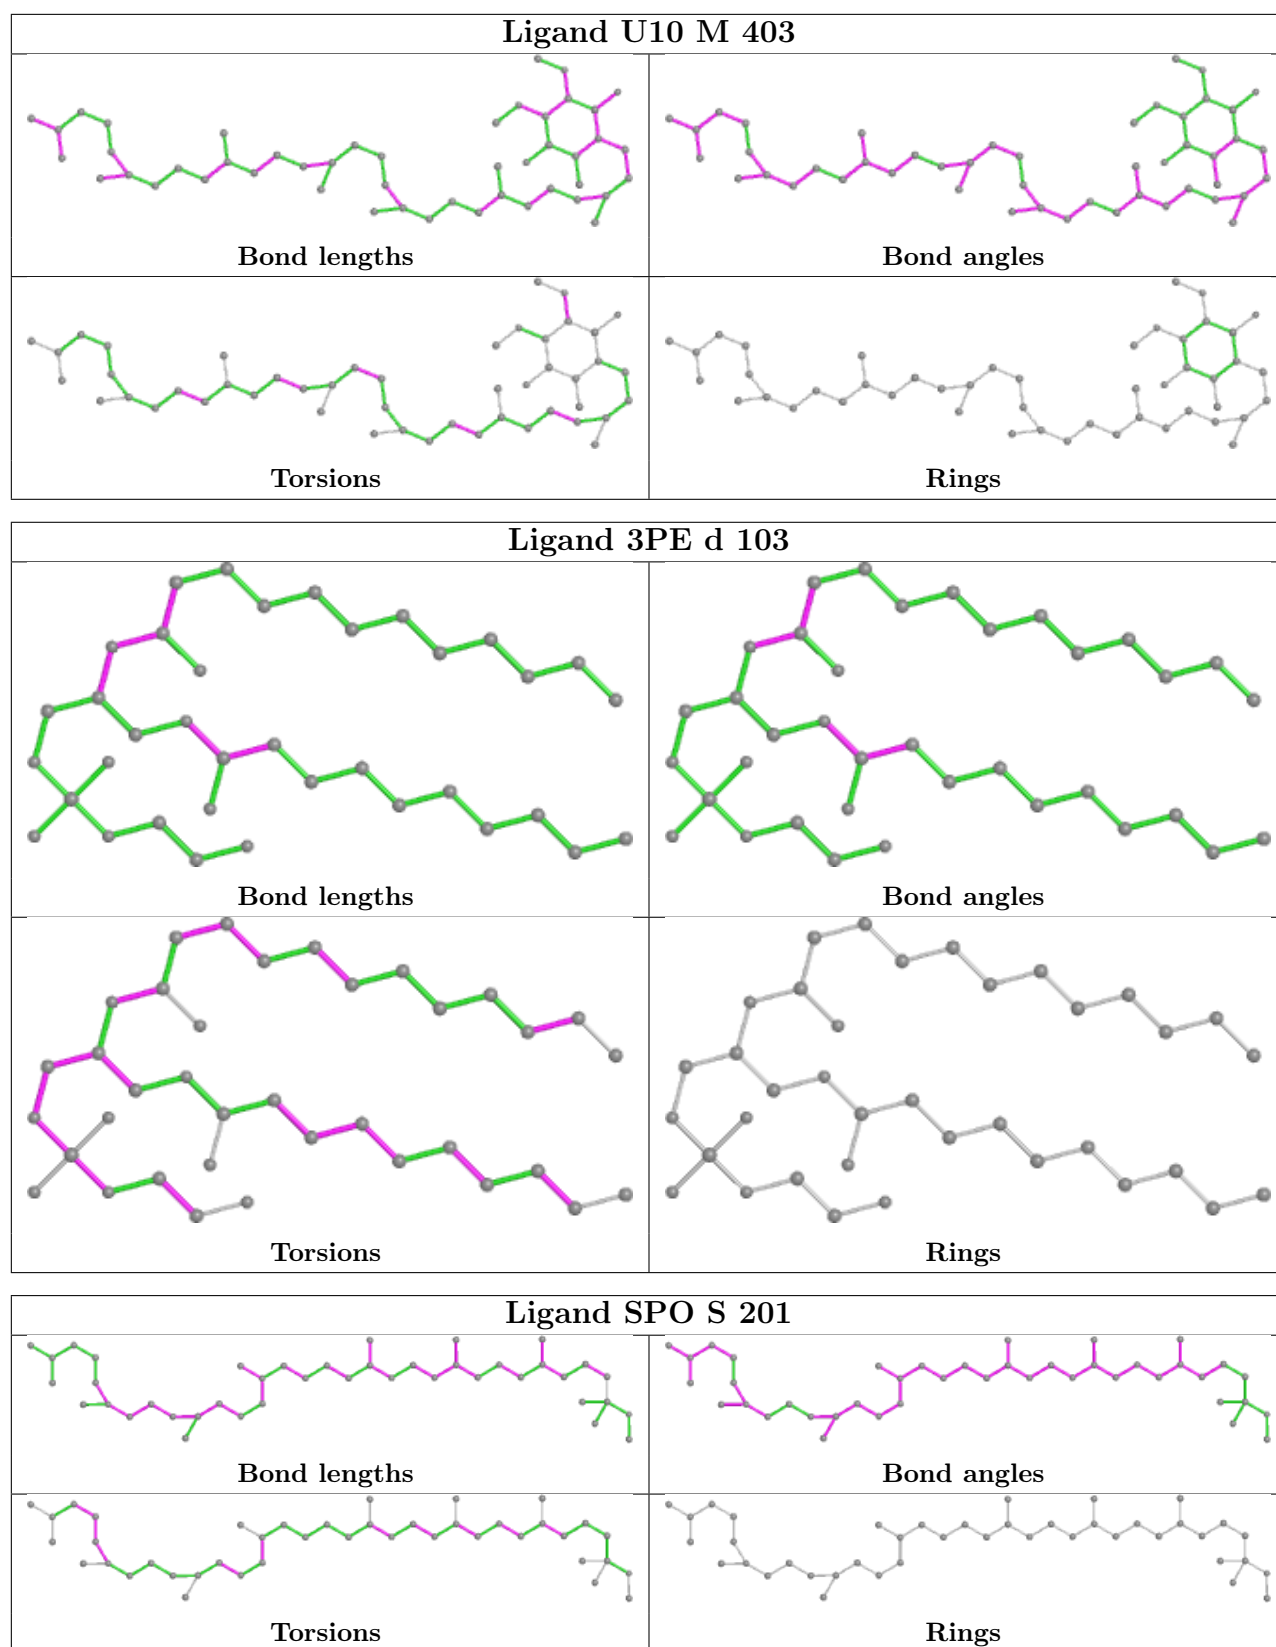 Ligand U10 M 403
Bond lengths
Bond angles
Torsions
Rings
Ligand 3PE d 103
Bond lengths
Bond angles
Torsions
Rings
Ligand SPO S 201
Bond lengths
Bond angles
Torsions
Rings